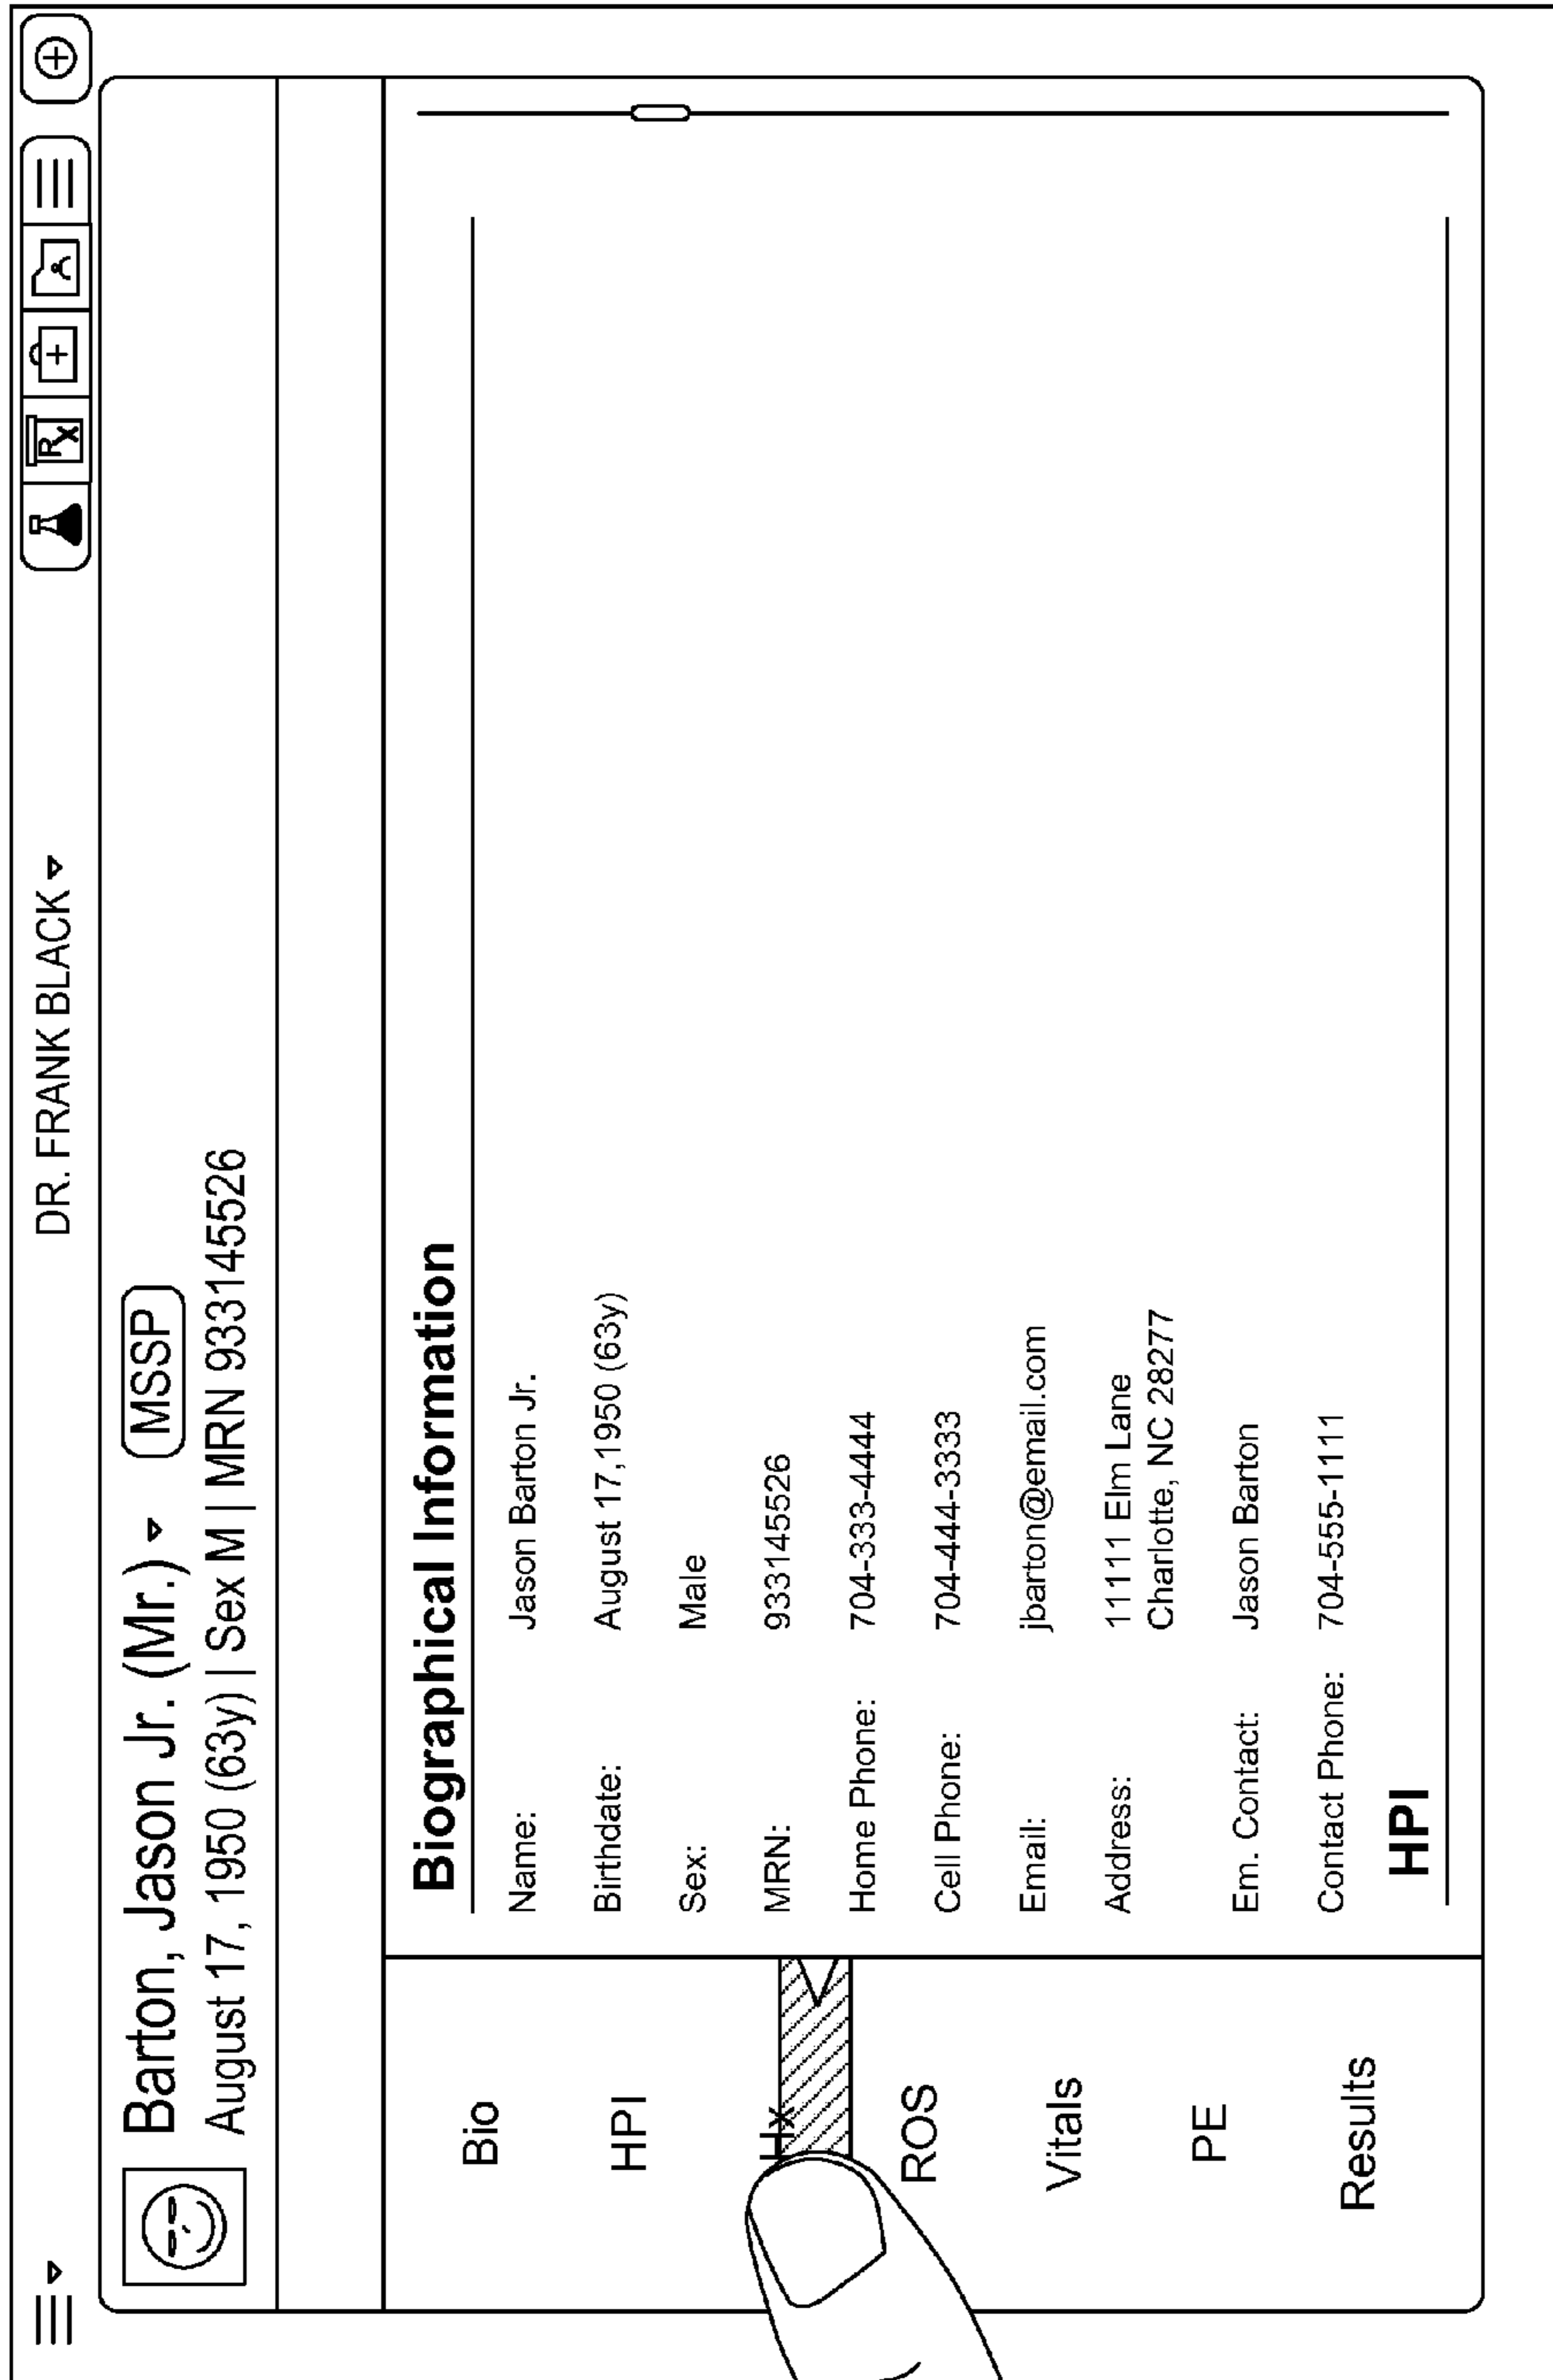 DR. FRANK BLACK
Rx
Barton, Jason Jr. (Mr.) MSSP
August 17, 1950 (63y) | Sex M | MRN 933145526
Bio
HPI
Hx
ROS
Vitals
PE
Results
Biographical Information
Name: Jason Barton Jr.
Birthdate: August 17,1950 (63y)
Sex: Male
MRN: 933145526
Home Phone: 704-333-4444
Cell Phone: 704-444-3333
Email: jbarton@email.com
Address: 11111 Elm Lane
Charlotte, NC 28277
Em. Contact: Jason Barton
Contact Phone: 704-555-1111
HPI